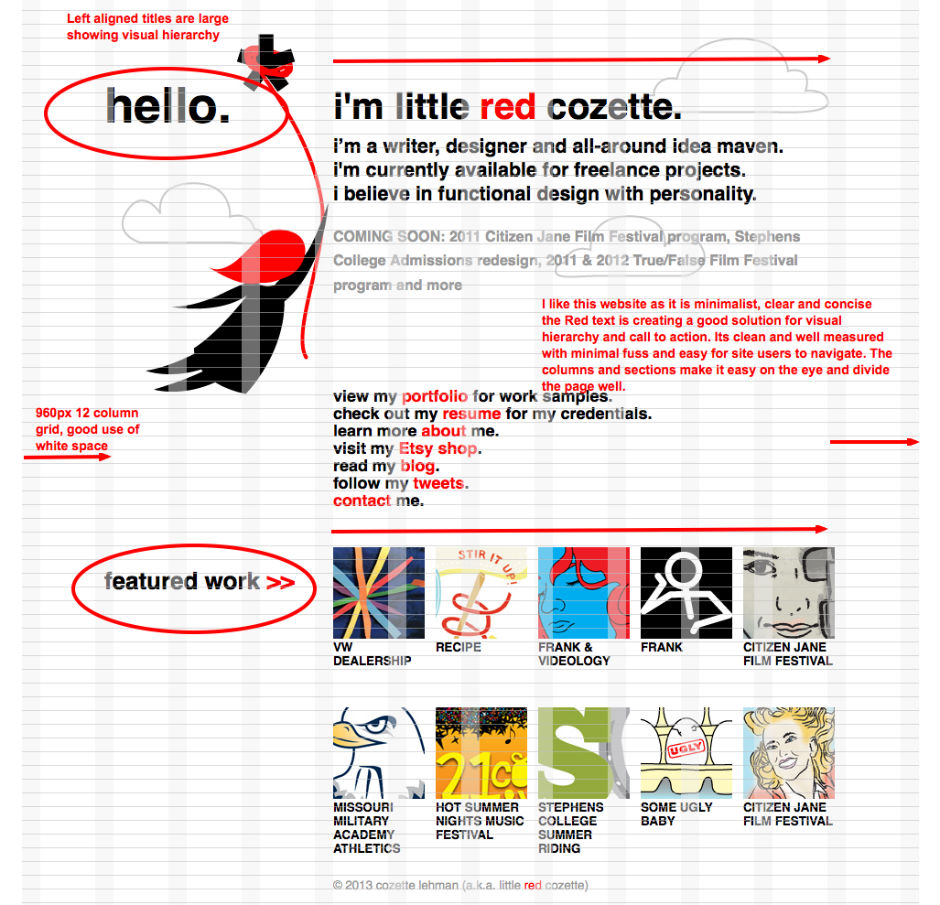 Left aligned titles are large
showing visual hierarchy
hello.
i'm little red cozette.
i'm a writer, designer and all-around idea maven.
i'm currently available for freelance projects.
i believe in functional design with personality.
COMING SOON: 2011 Citizen Jane Film Festival program, Stephens
College Admissions redesign, 2011 & 2012 True/False Film Festival
program and more
I like this website as it is minimalist, clear and concise
the Red text is creating a good solution for visual
hierarchy and call to action. Its clean and well measured
with minimal fuss and easy for site users to navigate. The
columns and sections make it easy on the eye and divide
the page well.
view my portfolio for work samples.
check out my resume for my credentials.
learn more about me.
visit my Etsy shop.
read my blog.
follow my tweets.
contact me.
960px 12 column
grid, good use of
white space
featured work >>
STIR IT UP!
VW
DEALERSHIP
RECIPE
FRANK &
VIDEOLOGY
FRANK
CITIZEN JANE
FILM FESTIVAL
21c
S
UGLY
MISSOURI
MILITARY
ACADEMY
ATHLETICS
HOT SUMMER
NIGHTS MUSIC
FESTIVAL
STEPHENS
COLLEGE
SUMMER
RIDING
SOME UGLY
BABY
CITIZEN JANE
FILM FESTIVAL
© 2013 cozette lehman (a.k.a. little red cozette)